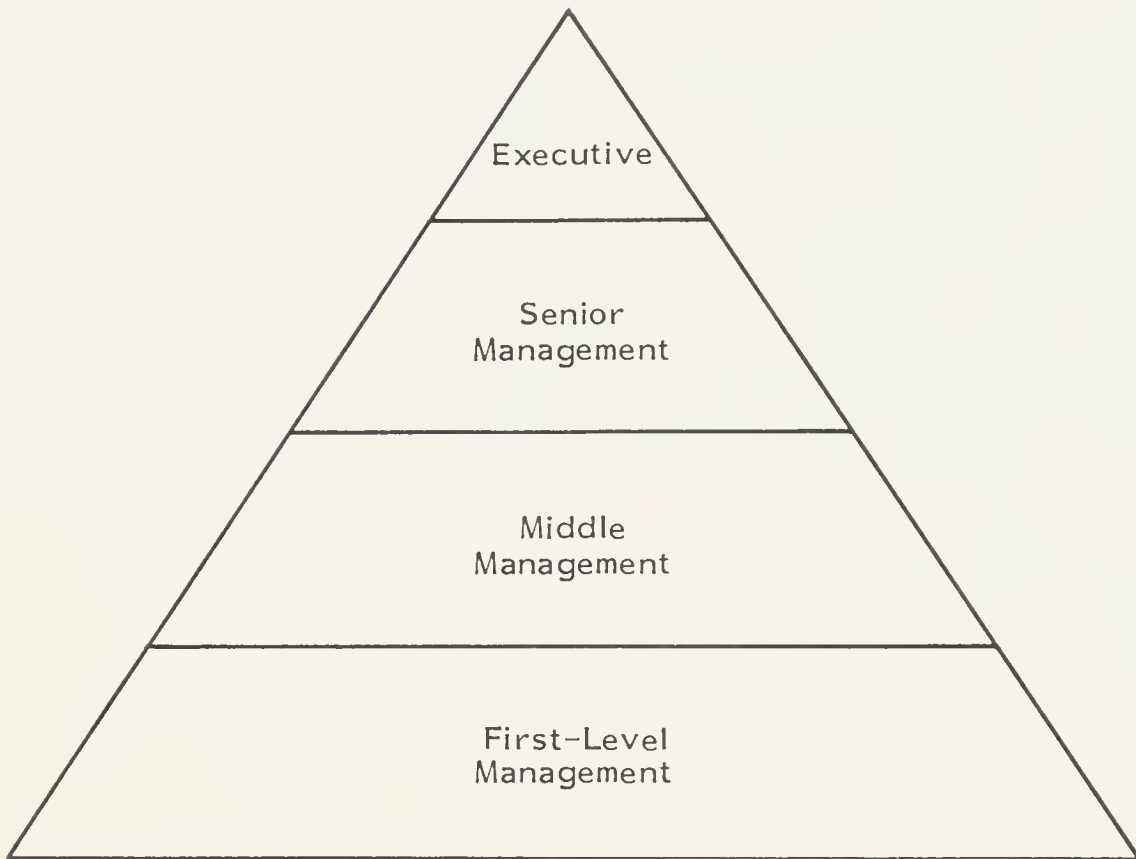 Executive
Senior
Management
Middle
Management
First-Level
Management